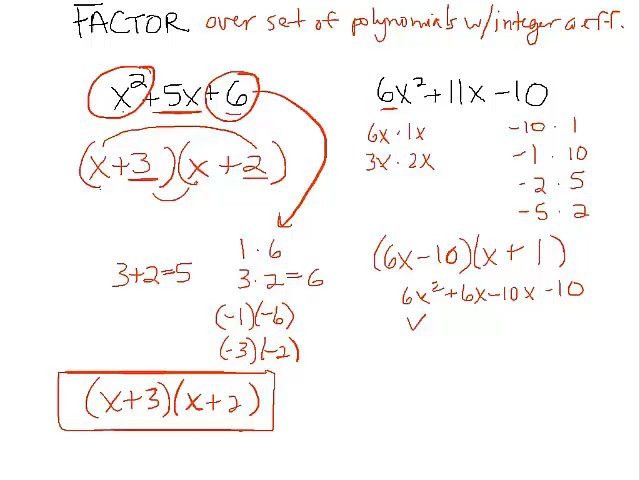 FACTOR over set of polynomials w/integer coeff.
x²+5x+6
(x+3)(x+2)
1·6
3+2=5
3·2=6
(-1)(-6)
(-3)(-2)
(x+3)(x+2)
6x²+11x-10
6x·1x
3x·2x
-10·1
-1·10
-2·5
-5·2
(6x-10)(x+1)
6x²+6x-10x-10
✓